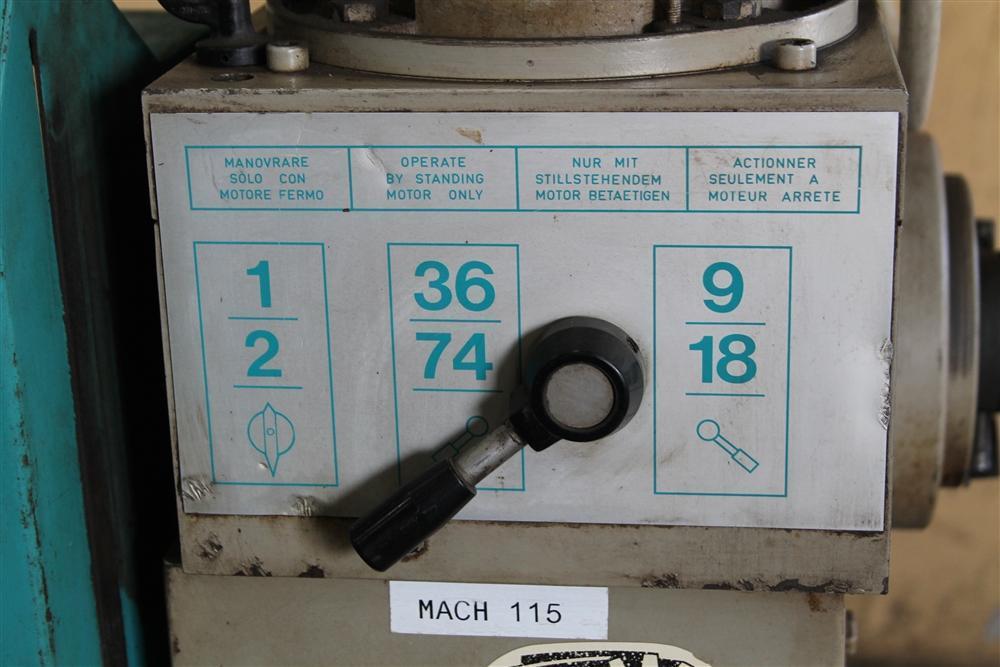 MANOVRARE
SOLO CON
MOTORE FERMO
OPERATE
BY STANDING
MOTOR ONLY
NUR MIT
STILLSTEHENDEM
MOTOR BETAETIGEN
ACTIONNER
SEULEMENT A
MOTEUR ARRETE
1
2
36
74
9
18
MACH 115